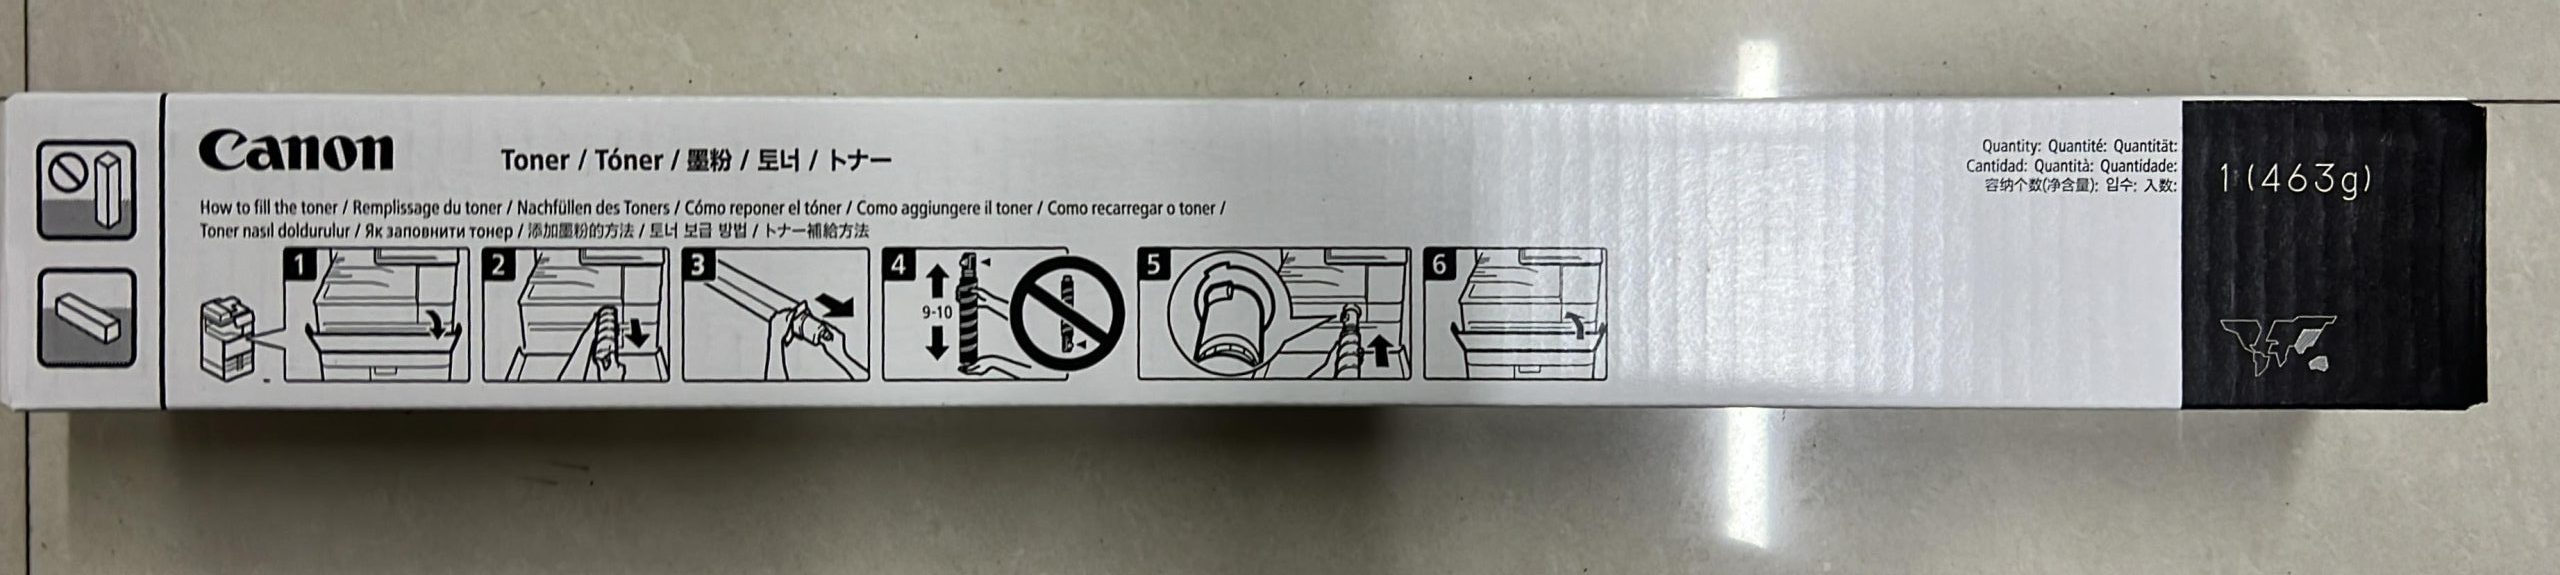 Canon
Toner / Tóner / 墨粉 / 토너 / トナー
Quantity: Quantité: Quantität:
Cantidad: Quantità: Quantidade:
容纳个数(净含量): 입수: 入数:
1 (463g)
How to fill the toner / Remplissage du toner / Nachfüllen des Toners / Cómo reponer el tóner / Como aggiungere il toner / Como recarregar o toner /
Toner nasıl doldurulur / Як заповнити тонер / 添加墨粉的方法 / 토너 보급 방법 / トナー補給方法
1
2
3
4
9-10
5
6